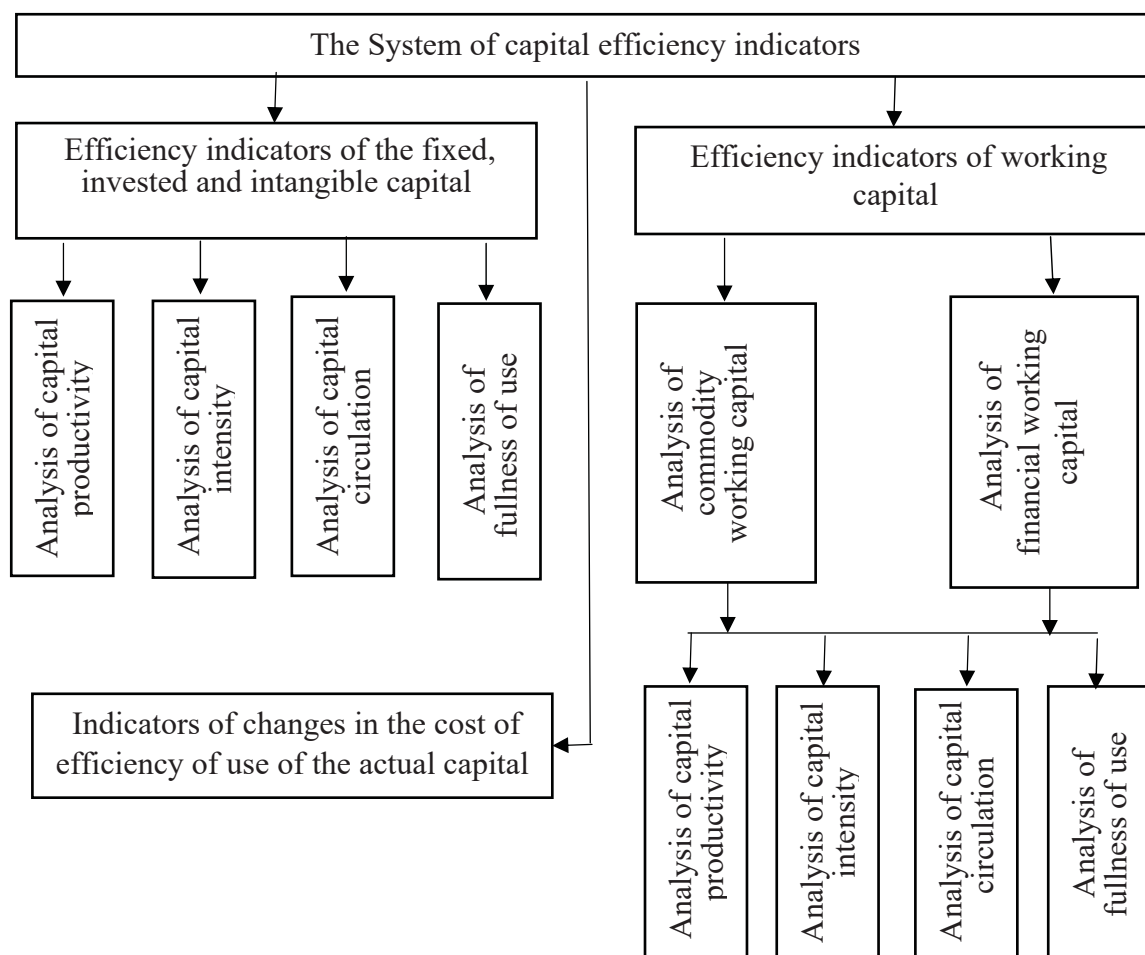 The System of capital efficiency indicators
Efficiency indicators of the fixed,
invested and intangible capital
Efficiency indicators of working
capital
Analysis of capital
productivity
Analysis of capital
intensity
Analysis of capital
circulation
Analysis of
fullness of use
Analysis of
commodity
working capital
Analysis of
financial working
capital
Indicators of changes in the cost of
efficiency of use of the actual capital
Analysis of capital
productivity
Analysis of capital
intensity
Analysis of capital
circulation
Analysis of
fullness of use